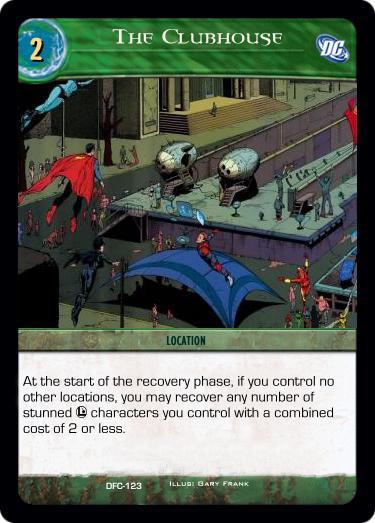 2
The Clubhouse
DC
LOCATION
At the start of the recovery phase, if you control no
other locations, you may recover any number of
stunned L characters you control with a combined
cost of 2 or less.
DFC-123 Illus: Gary Frank